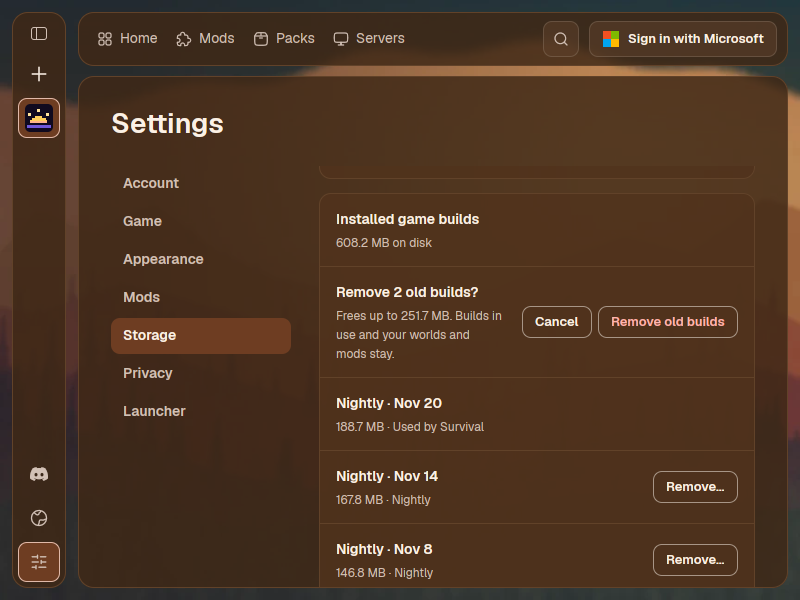 Home
Mods
Packs
Servers
Sign in with Microsoft
Settings
Account
Game
Appearance
Mods
Storage
Privacy
Launcher
Installed game builds
608.2 MB on disk
Remove 2 old builds?
Frees up to 251.7 MB. Builds in
use and your worlds and
mods stay.
Cancel
Remove old builds
Nightly · Nov 20
188.7 MB · Used by Survival
Nightly · Nov 14
167.8 MB · Nightly
Remove…
Nightly · Nov 8
146.8 MB · Nightly
Remove…